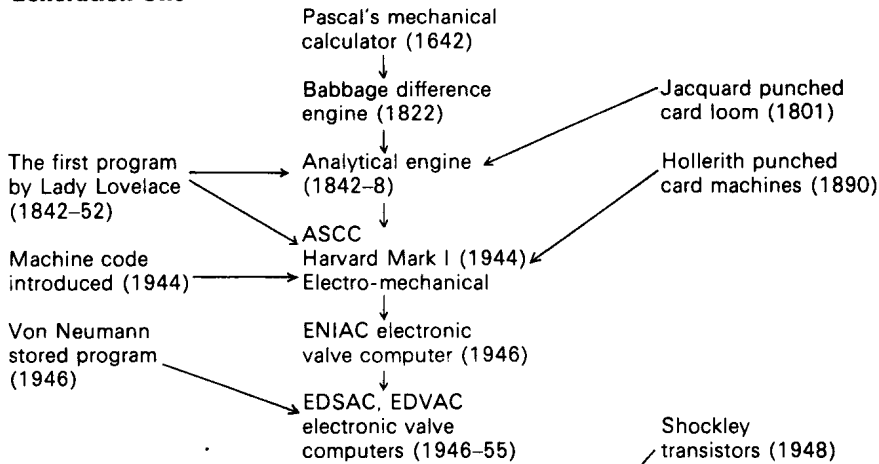 Pascal's mechanical
calculator (1642)
Babbage difference
engine (1822)
Jacquard punched
card loom (1801)
The first program
by Lady Lovelace
(1842–52)
Analytical engine
(1842–8)
Hollerith punched
card machines (1890)
ASCC
Harvard Mark I (1944)
Electro-mechanical
Machine code
introduced (1944)
Von Neumann
stored program
(1946)
ENIAC electronic
valve computer (1946)
EDSAC, EDVAC
electronic valve
computers (1946–55)
Shockley
transistors (1948)